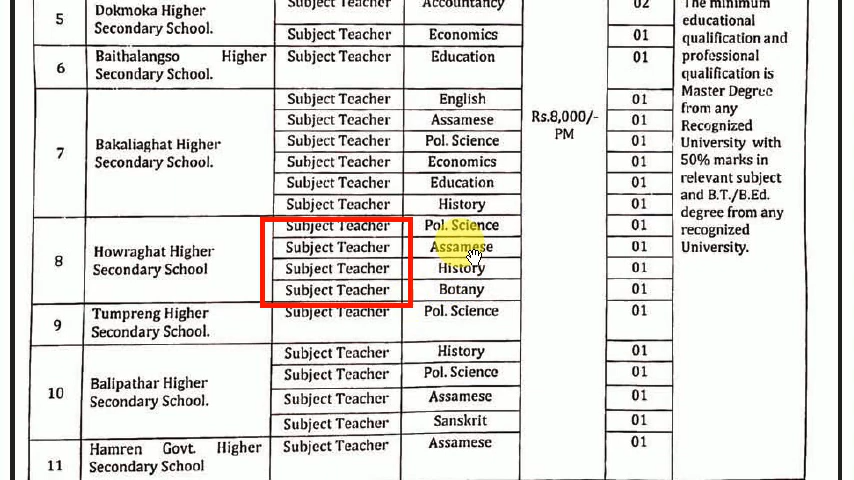 5 Dokmoka Higher Secondary School. Subject Teacher Accountancy 02
Subject Teacher Economics 01
6 Baithalangso Higher Secondary School. Subject Teacher Education 01
7 Bakaliaghat Higher Secondary School. Subject Teacher English 01
Subject Teacher Assamese 01
Subject Teacher Pol. Science 01
Subject Teacher Economics 01
Subject Teacher Education 01
Subject Teacher History 01
8 Howraghat Higher Secondary School Subject Teacher Pol. Science 01
Subject Teacher Assamese 01
Subject Teacher History 01
Subject Teacher Botany 01
9 Tumpreng Higher Secondary School. Subject Teacher Pol. Science 01
10 Balipathar Higher Secondary School. Subject Teacher History 01
Subject Teacher Pol. Science 01
Subject Teacher Assamese 01
Subject Teacher Sanskrit 01
11 Hamren Govt. Higher Secondary School Subject Teacher Assamese 01
Rs.8,000/-
PM
The minimum
educational
qualification and
professional
qualification is
Master Degree
from any
Recognized
University with
50% marks in
relevant subject
and B.T./B.Ed.
degree from any
recognized
University.